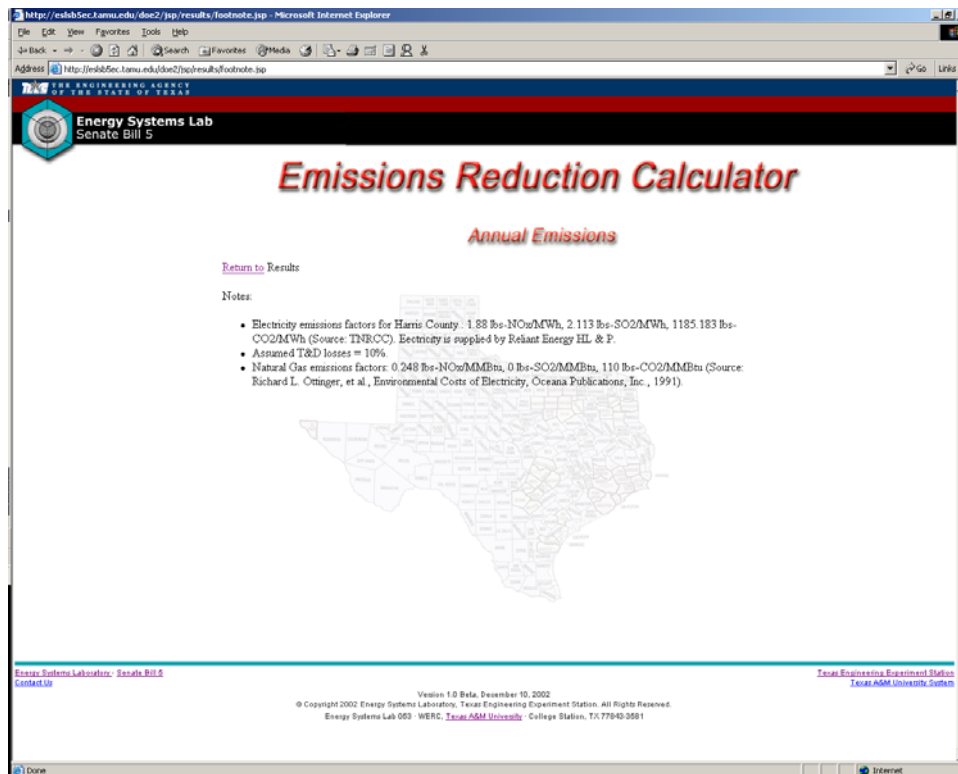 http://eslsb5ec.tamu.edu/doe2/jsp/results/footnote.jsp - Microsoft Internet Explorer
File Edit View Favorites Tools Help
Back Search Favorites Media
Address http://eslsb5ec.tamu.edu/doe2/jsp/results/footnote.jsp Go Links
THE ENGINEERING AGENCY
OF THE STATE OF TEXAS
Energy Systems Lab
Senate Bill 5
Emissions Reduction Calculator
Annual Emissions
Return to Results
Notes:
• Electricity emissions factors for Harris County.: 1.88 lbs-NOx/MWh, 2.113 lbs-SO2/MWh, 1185.183 lbs-
CO2/MWh (Source: TNRCC). Eectricity is supplied by Reliant Energy HL & P.
• Assumed T&D losses = 10%.
• Natural Gas emissions factors: 0.248 lbs-NOx/MMBtu, 0 lbs-SO2/MMBtu, 110 lbs-CO2/MMBtu (Source:
Richard L. Ottinger, et al., Environmental Costs of Electricity, Oceana Publications, Inc., 1991).
Energy Systems Laboratory - Senate Bill 5
Contact Us
Texas Engineering Experiment Station
Texas A&M University System
Version 1.0 Beta, December 10, 2002
© Copyright 2002 Energy Systems Laboratory, Texas Engineering Experiment Station. All Rights Reserved.
Energy Systems Lab 053 - WERC, Texas A&M University - College Station, TX 77843-3581
Done Internet